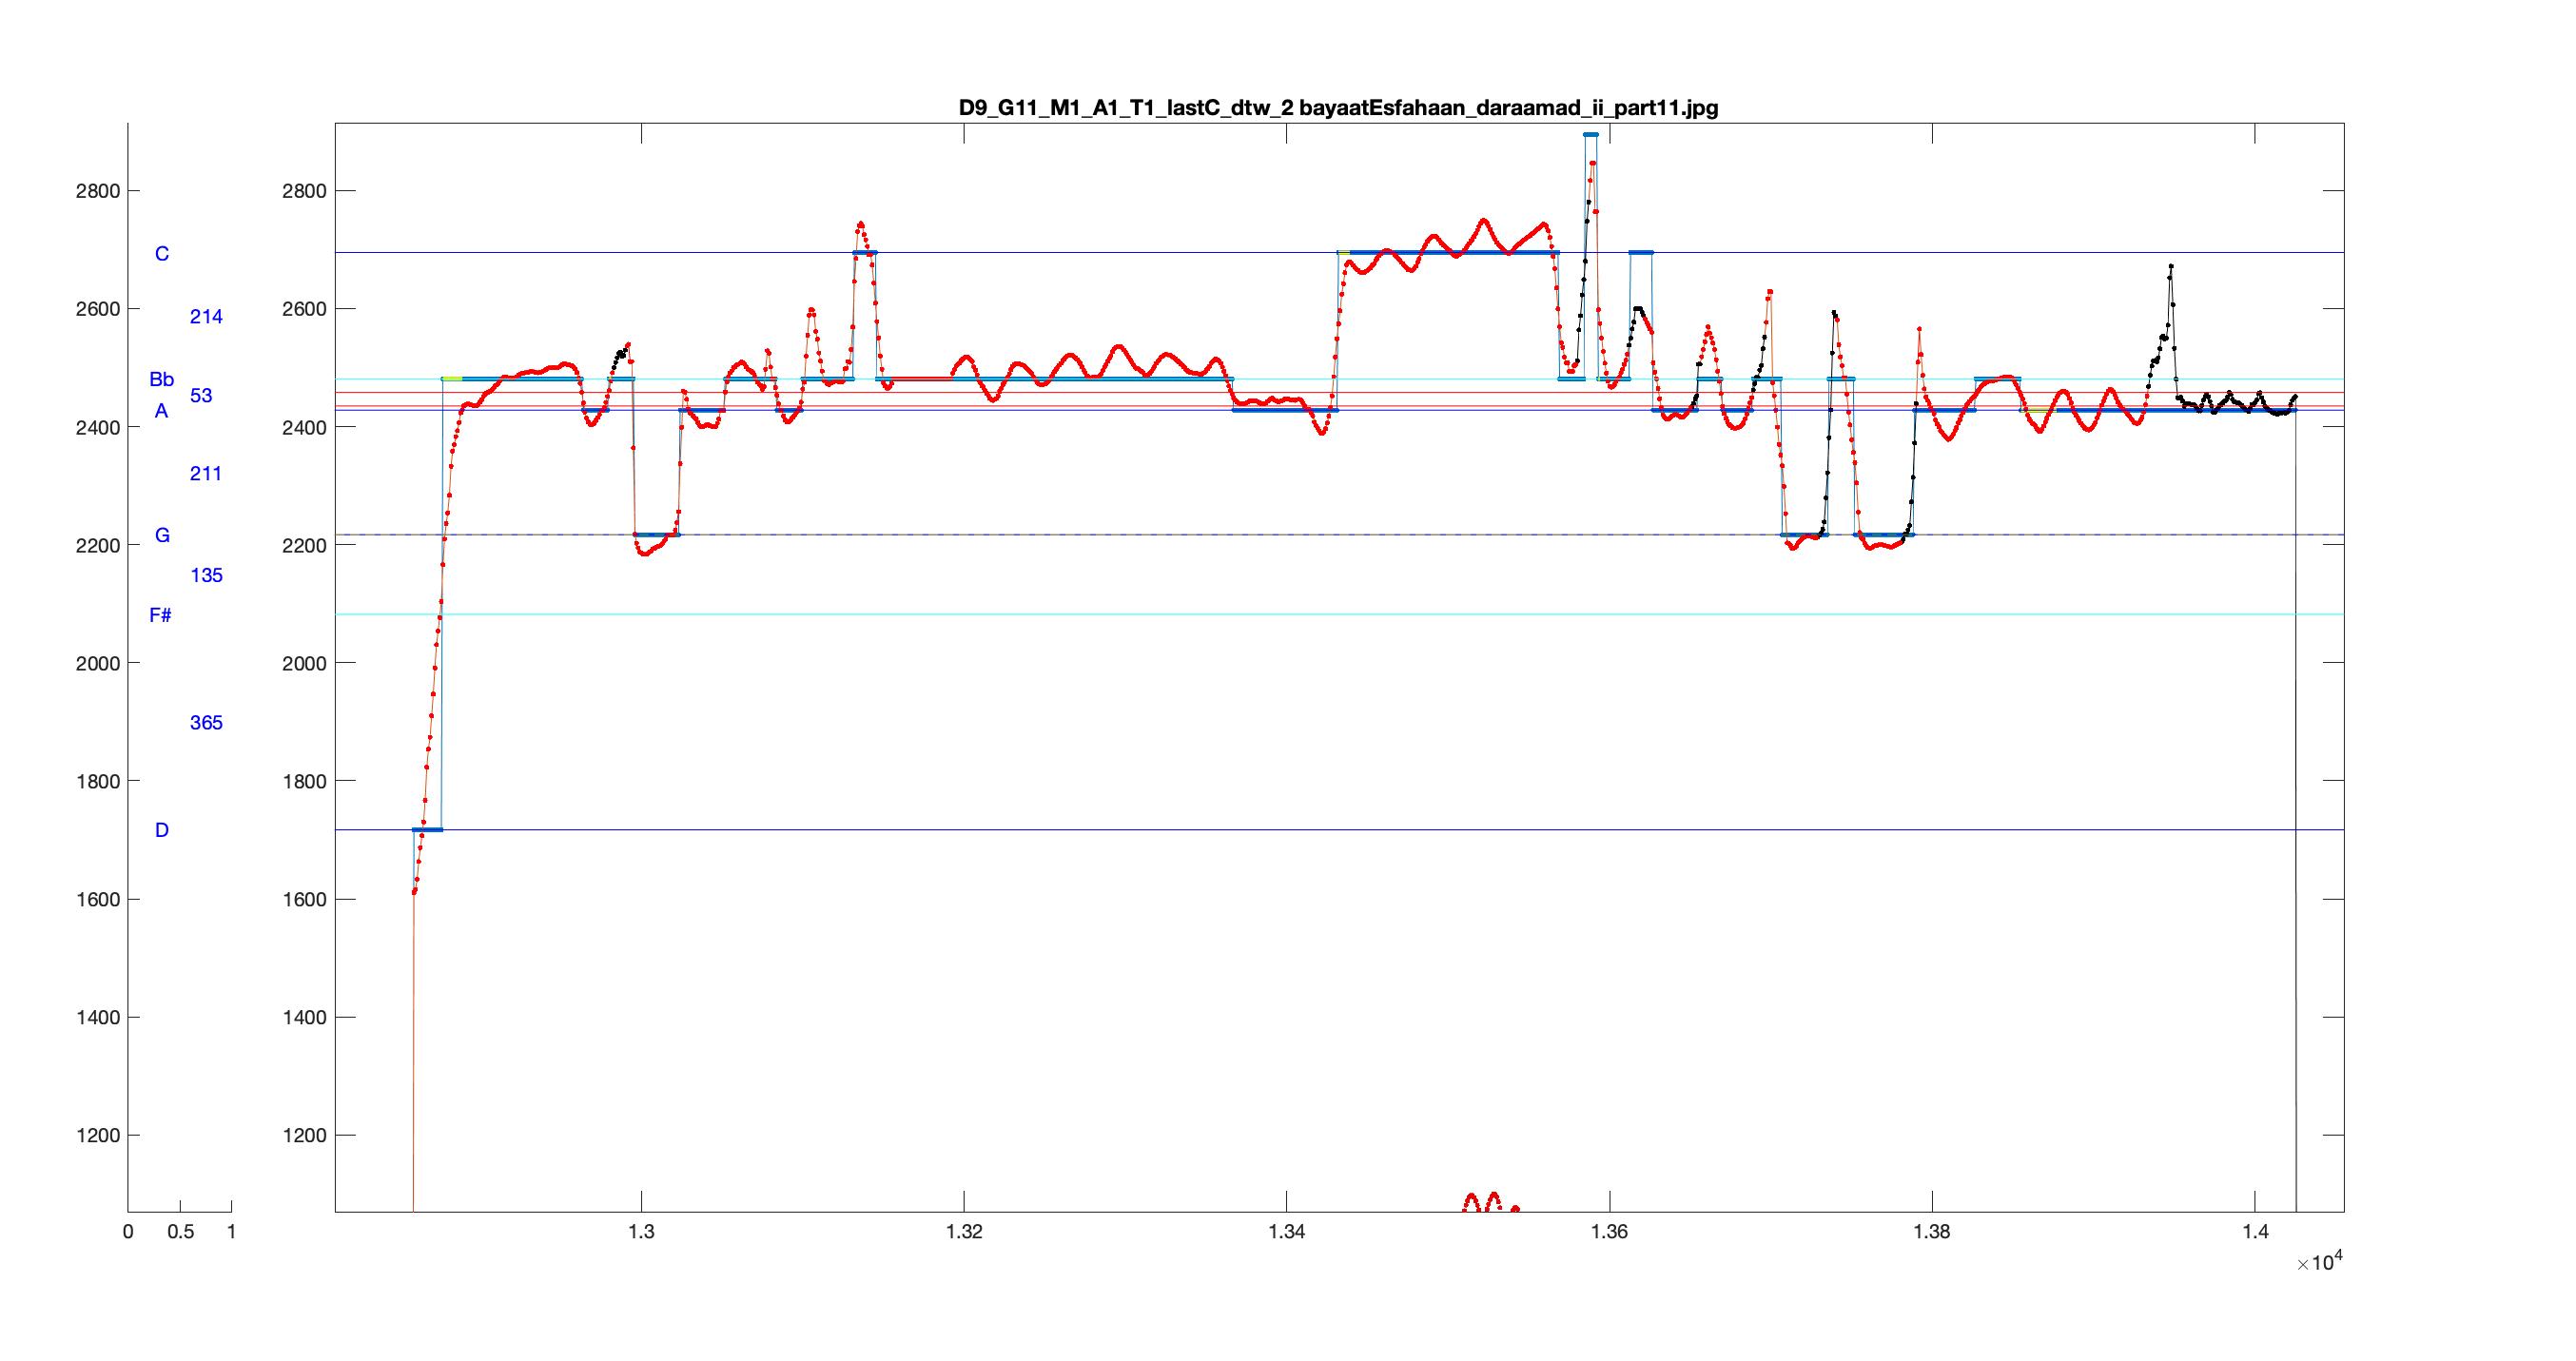 D9_G11_M1_A1_T1_lastC_dtw_2 bayaatEsfahaan_daraamad_ii_part11.jpg
2800 2800
C
2600 214 2600
Bb
53
A
2400 2400
211
G
2200 2200
135
F#
2000 2000
365
1800 1800
D
1600 1600
1400 1400
1200 1200
0 0.5 1 1.3 1.32 1.34 1.36 1.38 1.4
×10^4